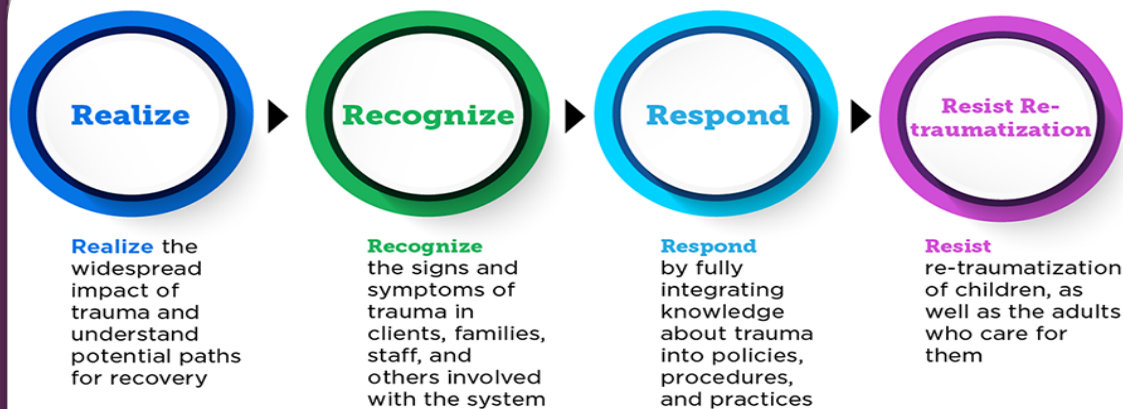 Realize
Recognize
Respond
Resist Re-
traumatization
Realize the
widespread
impact of
trauma and
understand
potential paths
for recovery
Recognize
the signs and
symptoms of
trauma in
clients, families,
staff, and
others involved
with the system
Respond
by fully
integrating
knowledge
about trauma
into policies,
procedures,
and practices
Resist
re-traumatization
of children, as
well as the adults
who care for
them